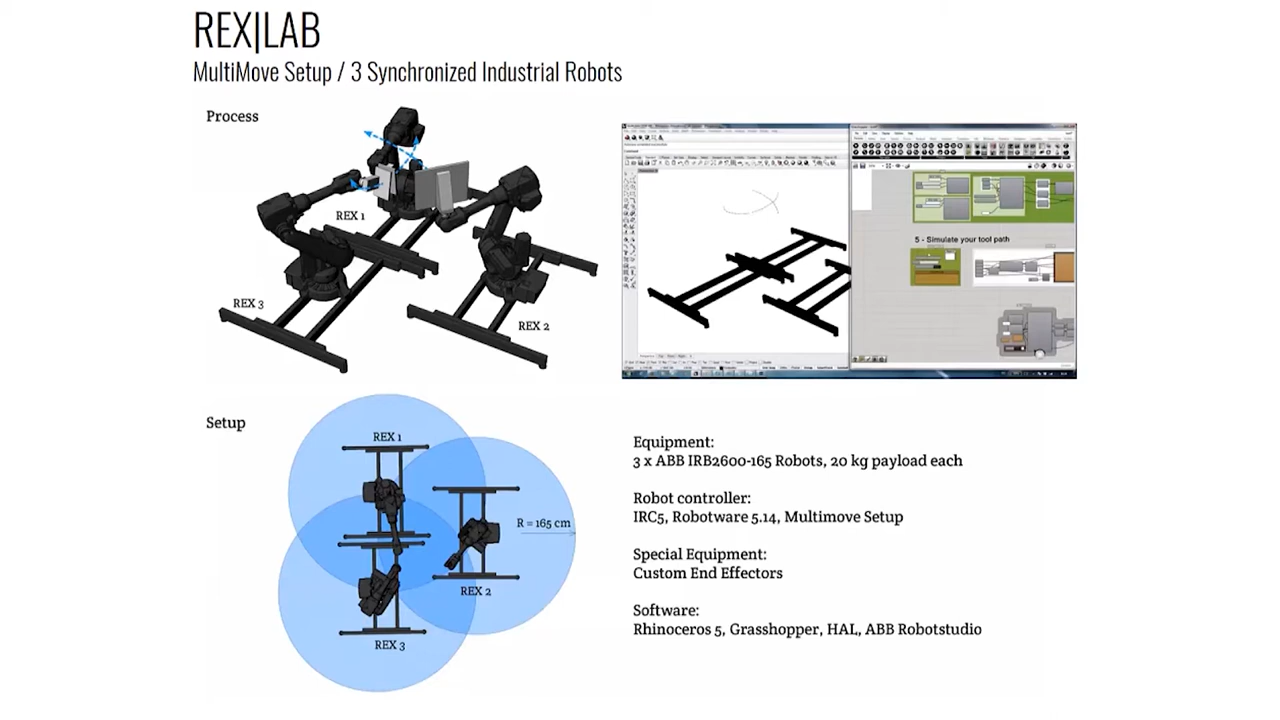 REX|LAB
MultiMove Setup / 3 Synchronized Industrial Robots
Process
REX 1
REX 3
REX 2
5 - Simulate your tool path
Setup
REX 1
R = 165 cm
REX 2
REX 3
Equipment:
3 x ABB IRB2600-165 Robots, 20 kg payload each
Robot controller:
IRC5, Robotware 5.14, Multimove Setup
Special Equipment:
Custom End Effectors
Software:
Rhinoceros 5, Grasshopper, HAL, ABB Robotstudio